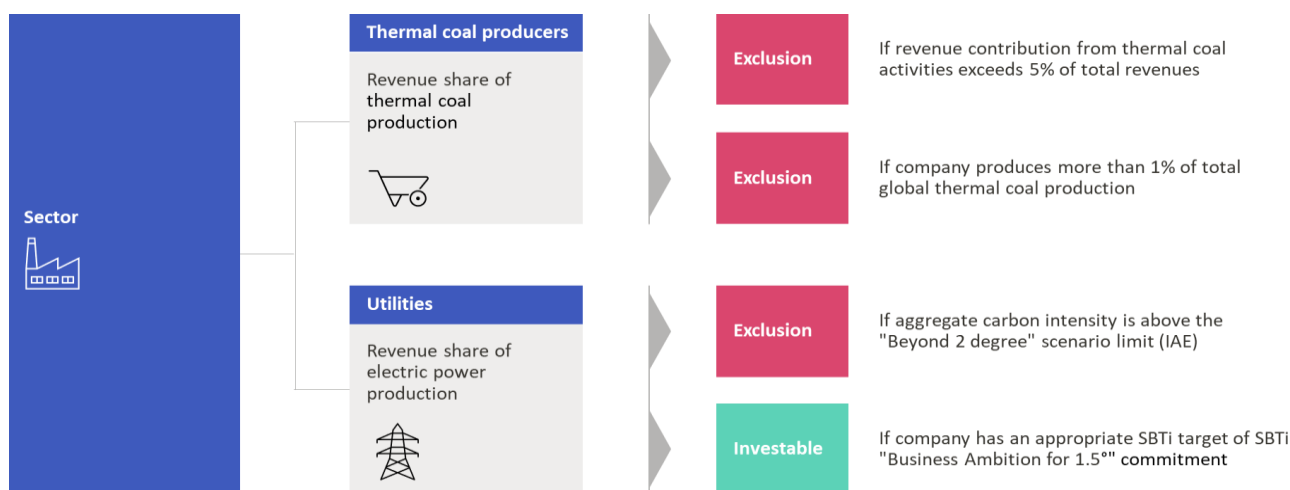 Sector
Thermal coal producers
Revenue share of
thermal coal
production
Exclusion
If revenue contribution from thermal coal
activities exceeds 5% of total revenues
Exclusion
If company produces more than 1% of total
global thermal coal production
Utilities
Revenue share of
electric power
production
Exclusion
If aggregate carbon intensity is above the
"Beyond 2 degree" scenario limit (IAE)
Investable
If company has an appropriate SBTi target of SBTi
"Business Ambition for 1.5°" commitment